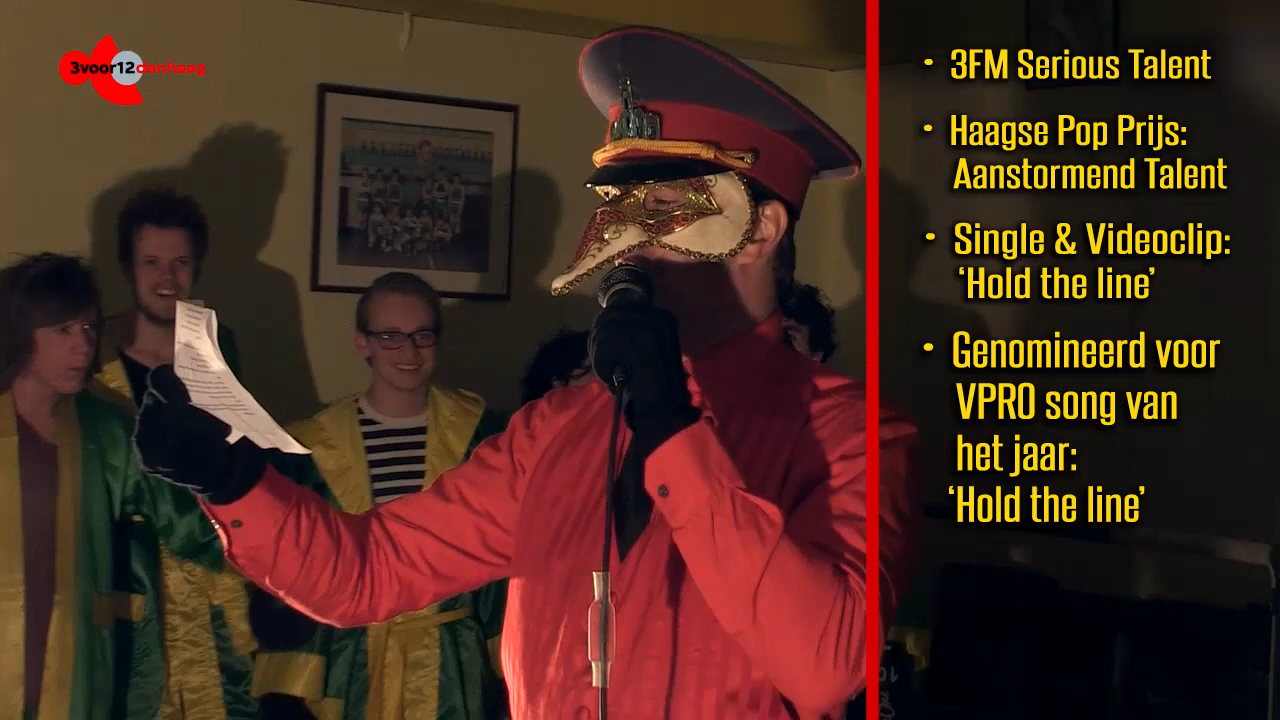 3voor12denhaag
• 3FM Serious Talent
• Haagse Pop Prijs:
Aanstormend Talent
• Single & Videoclip:
‘Hold the line’
• Genomineerd voor
VPRO song van
het jaar:
‘Hold the line’